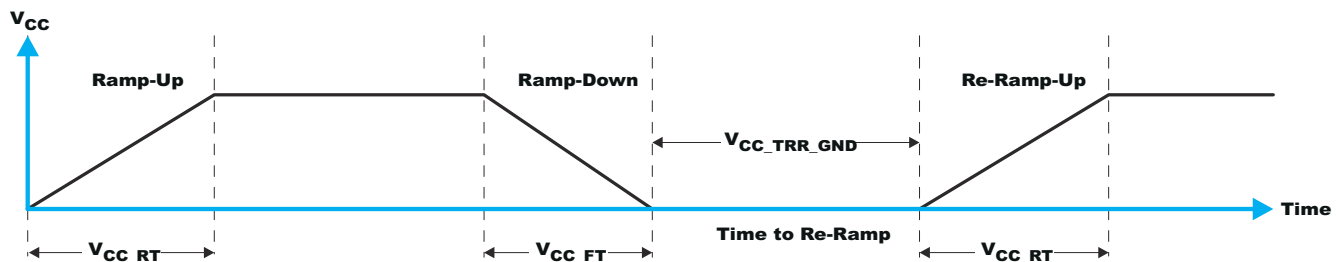 VCC
Ramp-Up
Ramp-Down
Re-Ramp-Up
VCC_TRR_GND
Time
Time to Re-Ramp
VCC_RT
VCC_FT
VCC_RT